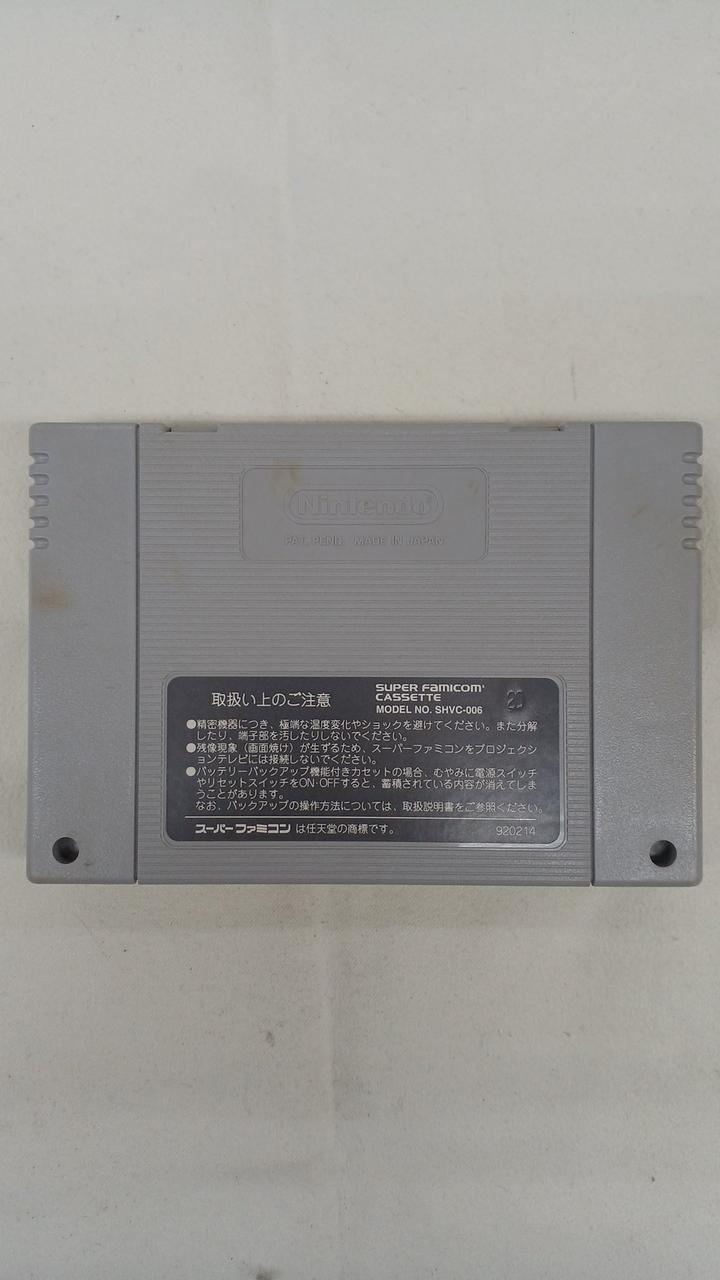 Nintendo
PAT. PEND. MADE IN JAPAN
取扱い上のご注意
SUPER FAMICOM
CASSETTE
MODEL NO. SHVC-006
20
●精密機器につき、極端な温度変化やショックを避けてください。また分解
したり、端子部を汚したりしないでください。
●残像現象（画面焼け）が生ずるため、スーパーファミコンをプロジェクシ
ョンテレビには接続しないでください。
●バッテリーバックアップ機能付きカセットの場合、むやみに電源スイッチ
やリセットスイッチをON・OFFすると、蓄積されている内容が消えてしま
うことがあります。
なお、バックアップの操作方法については、取扱説明書をご参照ください。
スーパーファミコン は任天堂の商標です。
920214